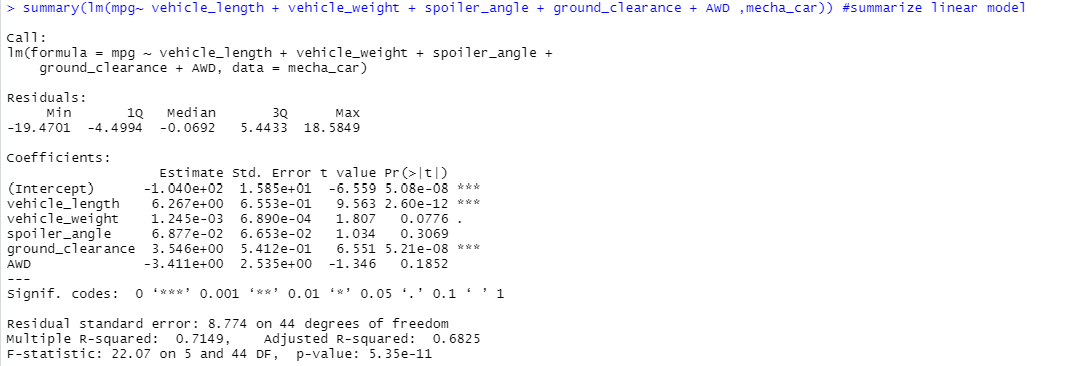 > summary(lm(mpg~ vehicle_length + vehicle_weight + spoiler_angle + ground_clearance + AWD ,mecha_car)) #summarize linear model
Call:
lm(formula = mpg ~ vehicle_length + vehicle_weight + spoiler_angle +
    ground_clearance + AWD, data = mecha_car)
Residuals:
     Min       1Q   Median       3Q      Max
-19.4701  -4.4994  -0.0692   5.4433  18.5849
Coefficients:
                   Estimate Std. Error t value Pr(>|t|)
(Intercept)      -1.040e+02  1.585e+01  -6.559 5.08e-08 ***
vehicle_length    6.267e+00  6.553e-01   9.563 2.60e-12 ***
vehicle_weight    1.245e-03  6.890e-04   1.807   0.0776 .
spoiler_angle     6.877e-02  6.653e-02   1.034   0.3069
ground_clearance  3.546e+00  5.412e-01   6.551 5.21e-08 ***
AWD              -3.411e+00  2.535e+00  -1.346   0.1852
---
Signif. codes:  0 ‘***’ 0.001 ‘**’ 0.01 ‘*’ 0.05 ‘.’ 0.1 ‘ ’ 1
Residual standard error: 8.774 on 44 degrees of freedom
Multiple R-squared:  0.7149,    Adjusted R-squared:  0.6825
F-statistic: 22.07 on 5 and 44 DF,  p-value: 5.35e-11